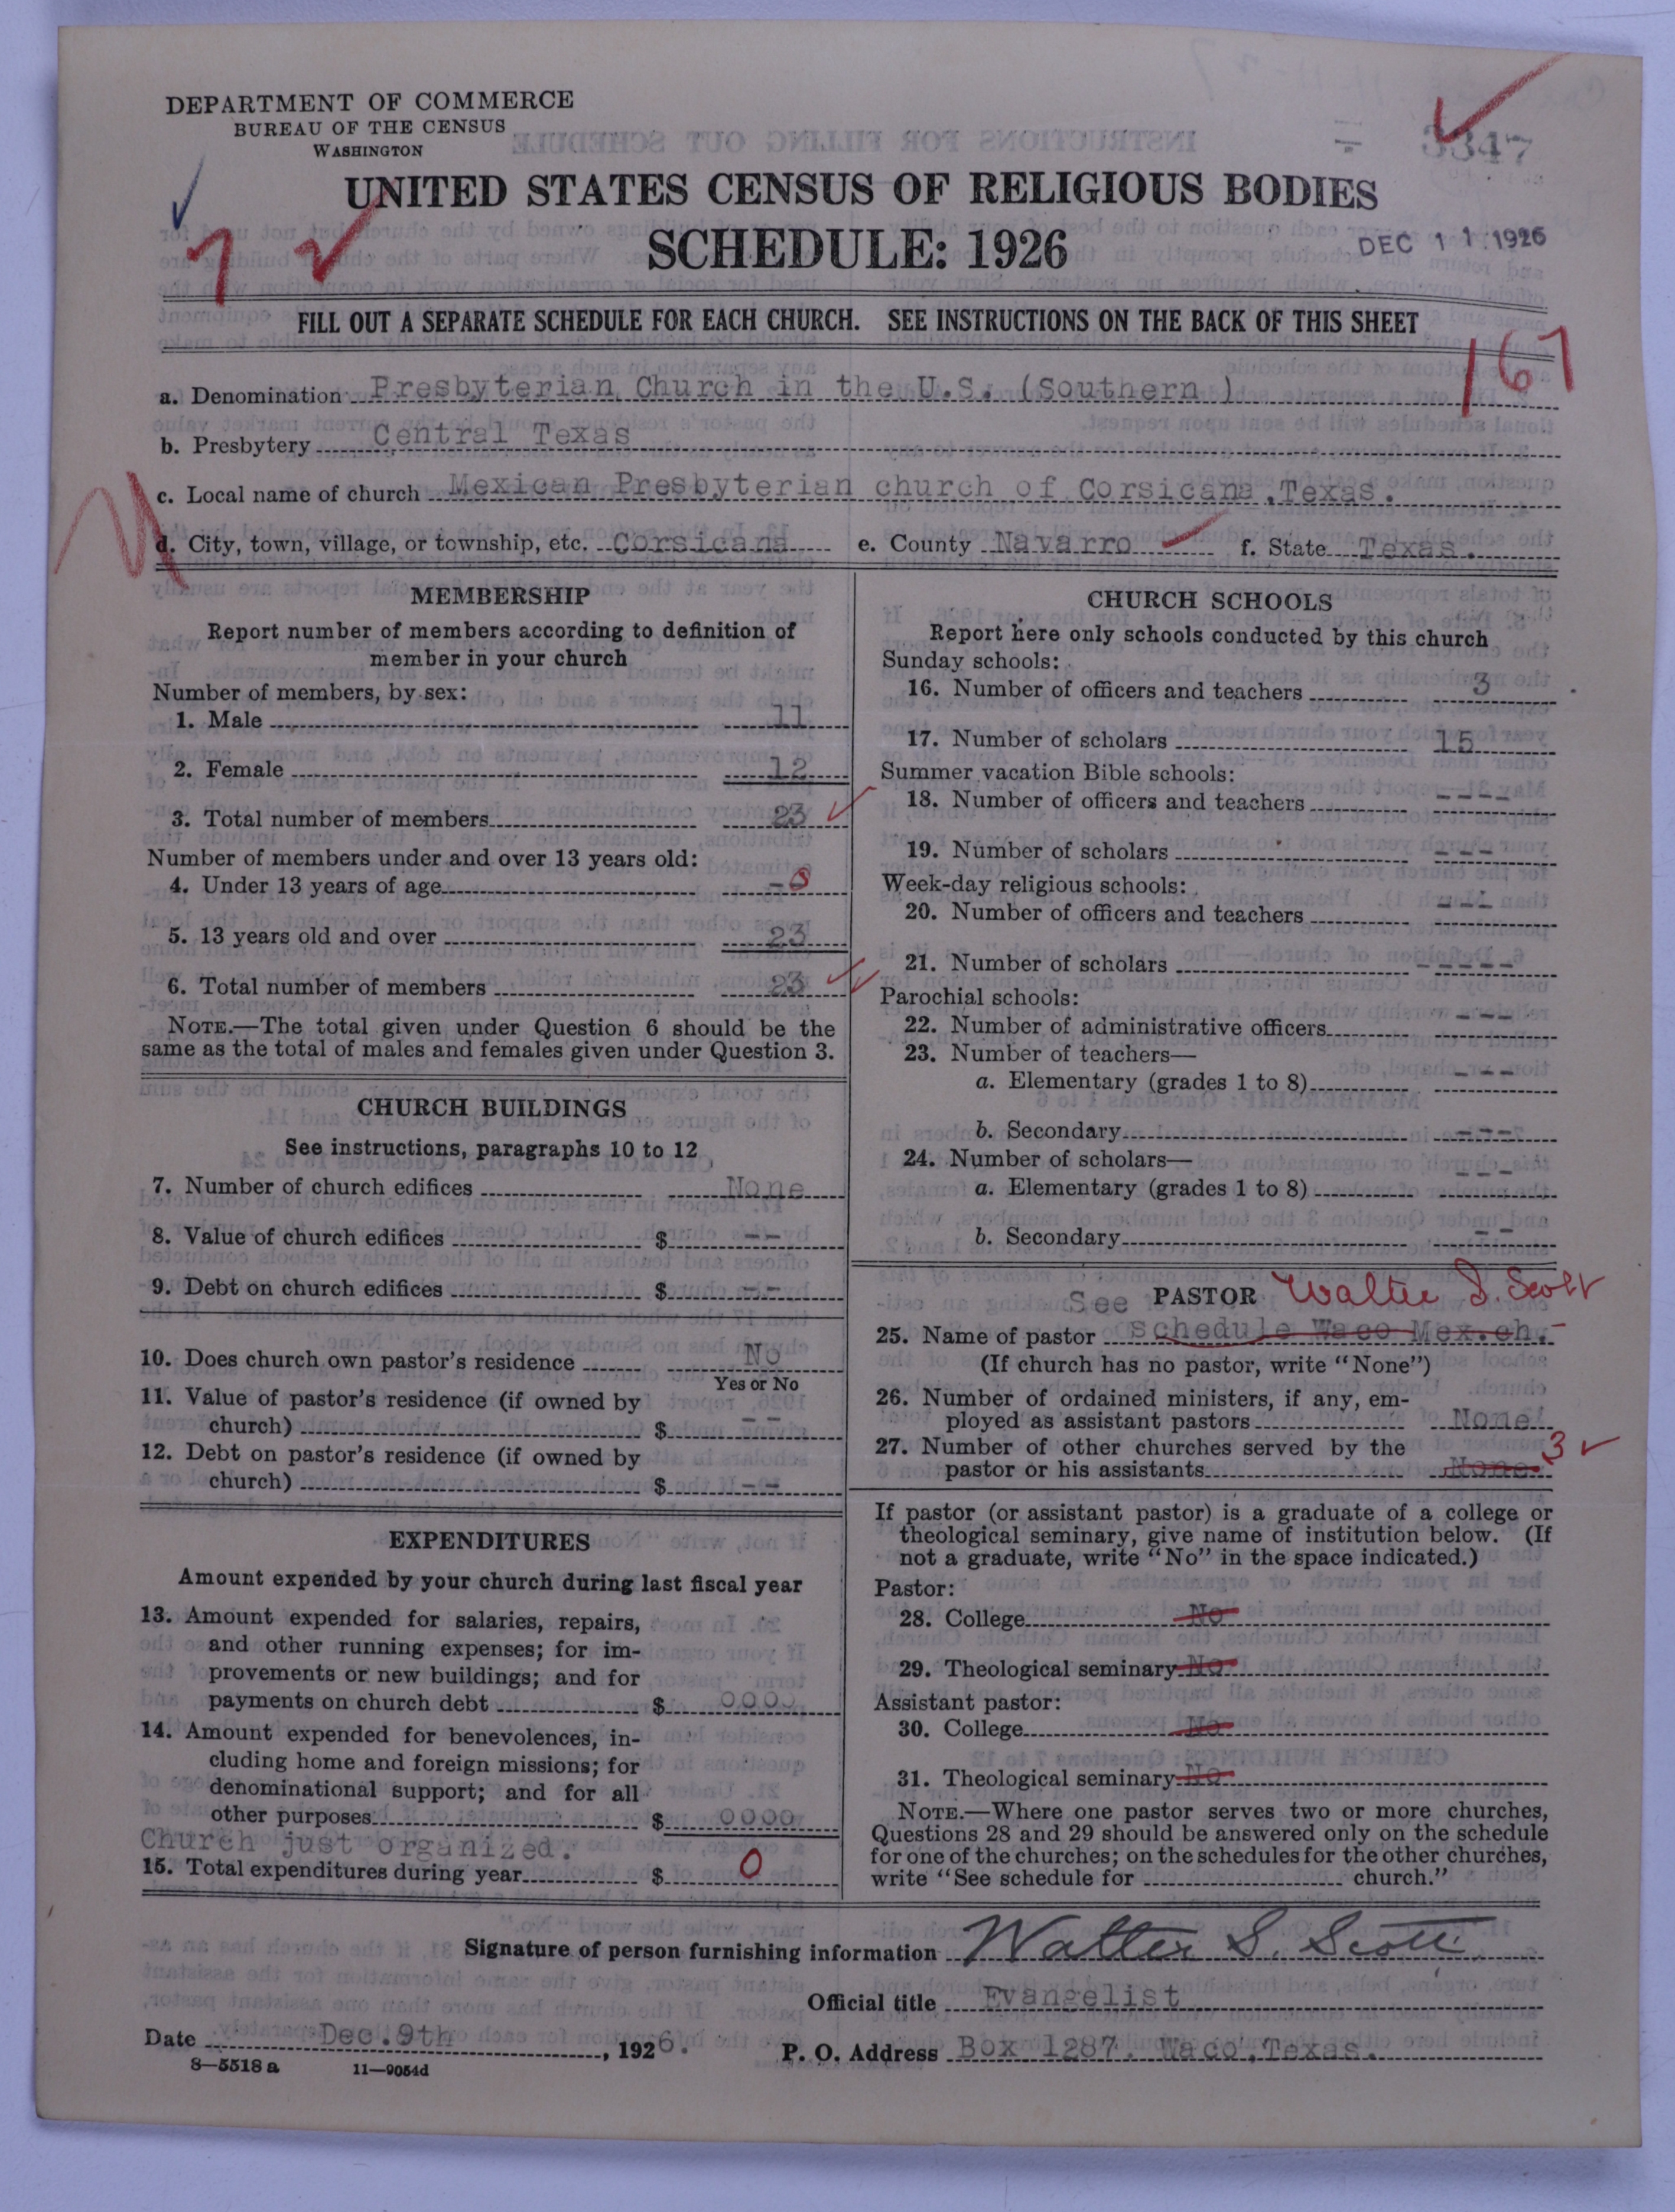 DEPARTMENT OF COMMERCE
BUREAU OF THE CENSUS
WASHINGTON
3347
UNITED STATES CENSUS OF RELIGIOUS BODIES
SCHEDULE: 1926
DEC 11 1926
FILL OUT A SEPARATE SCHEDULE FOR EACH CHURCH. SEE INSTRUCTIONS ON THE BACK OF THIS SHEET
167
a. Denomination Presbyterian Church in the U.S. (Southern )
b. Presbytery Central Texas
c. Local name of church Mexican Presbyterian church of Corsicana, Texas.
d. City, town, village, or township, etc. Corsicana e. County Navarro f. State Texas.
MEMBERSHIP
Report number of members according to definition of
member in your church
Number of members, by sex:
1. Male 11
2. Female 12
3. Total number of members 23
Number of members under and over 13 years old:
4. Under 13 years of age -0
5. 13 years old and over 23
6. Total number of members 23
NOTE.—The total given under Question 6 should be the
same as the total of males and females given under Question 3.
CHURCH BUILDINGS
See instructions, paragraphs 10 to 12
7. Number of church edifices None
8. Value of church edifices $ --
9. Debt on church edifices $ --
10. Does church own pastor's residence No
Yes or No
11. Value of pastor's residence (if owned by
church) $ --
12. Debt on pastor's residence (if owned by
church) $ --
EXPENDITURES
Amount expended by your church during last fiscal year
13. Amount expended for salaries, repairs,
and other running expenses; for im-
provements or new buildings; and for
payments on church debt $ 0000
14. Amount expended for benevolences, in-
cluding home and foreign missions; for
denominational support; and for all
other purposes $ 0000
Church just organized.
15. Total expenditures during year $ 0
CHURCH SCHOOLS
Report here only schools conducted by this church
Sunday schools:
16. Number of officers and teachers 3
17. Number of scholars 15
Summer vacation Bible schools:
18. Number of officers and teachers ----
19. Number of scholars ---
Week-day religious schools:
20. Number of officers and teachers ---
21. Number of scholars -----
Parochial schools:
22. Number of administrative officers ---
23. Number of teachers—
a. Elementary (grades 1 to 8) ---
b. Secondary ---
24. Number of scholars—
a. Elementary (grades 1 to 8) ---
b. Secondary --
See PASTOR Walter S. Scott
25. Name of pastor schedule Waco Mex. ch.
(If church has no pastor, write "None")
26. Number of ordained ministers, if any, em-
ployed as assistant pastors None
27. Number of other churches served by the
pastor or his assistants None. 3
If pastor (or assistant pastor) is a graduate of a college or
theological seminary, give name of institution below. (If
not a graduate, write "No" in the space indicated.)
Pastor:
28. College No
29. Theological seminary No
Assistant pastor:
30. College No
31. Theological seminary No
NOTE.—Where one pastor serves two or more churches,
Questions 28 and 29 should be answered only on the schedule
for one of the churches; on the schedules for the other churches,
write "See schedule for church."
Signature of person furnishing information Walter S. Scott
Official title Evangelist
Date Dec. 9th, 1926.
P. O. Address Box 1287. Waco, Texas.
8—5518 a 11—9054d